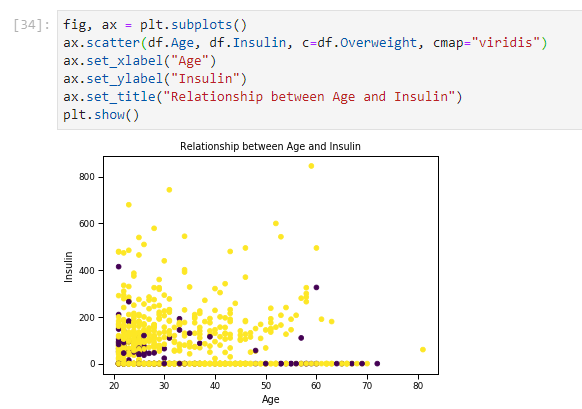 [34]: fig, ax = plt.subplots()
ax.scatter(df.Age, df.Insulin, c=df.Overweight, cmap="viridis")
ax.set_xlabel("Age")
ax.set_ylabel("Insulin")
ax.set_title("Relationship between Age and Insulin")
plt.show()
Relationship between Age and Insulin
800
600
400
200
0
Insulin
20 30 40 50 60 70 80
Age